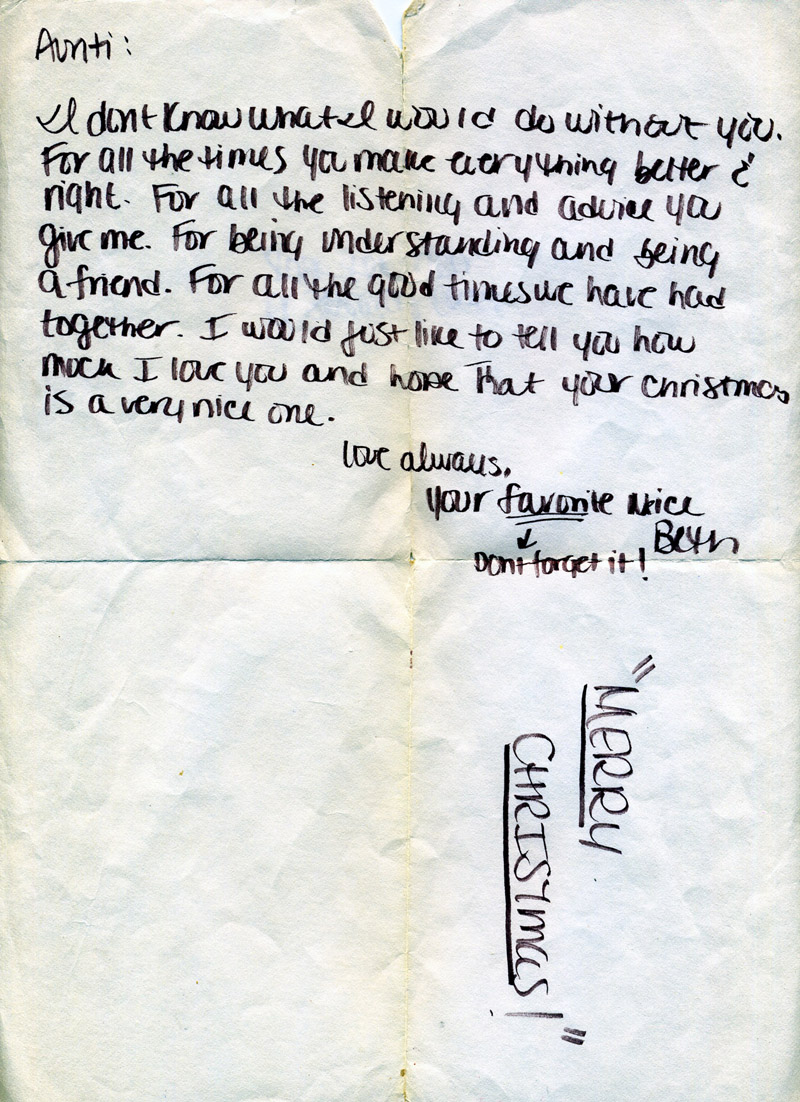 Aunti:
I dont know what I would do without you.
For all the times you make everything better &
right. For all the listening and advice you
give me. For being understanding and being
a friend. For all the good times we have had
together. I would just like to tell you how
much I love you and hope that your christmas
is a very nice one.
love always,
your favorite niece
Beth
Dont forget it!
"MERRY
CHRISTMAS!"